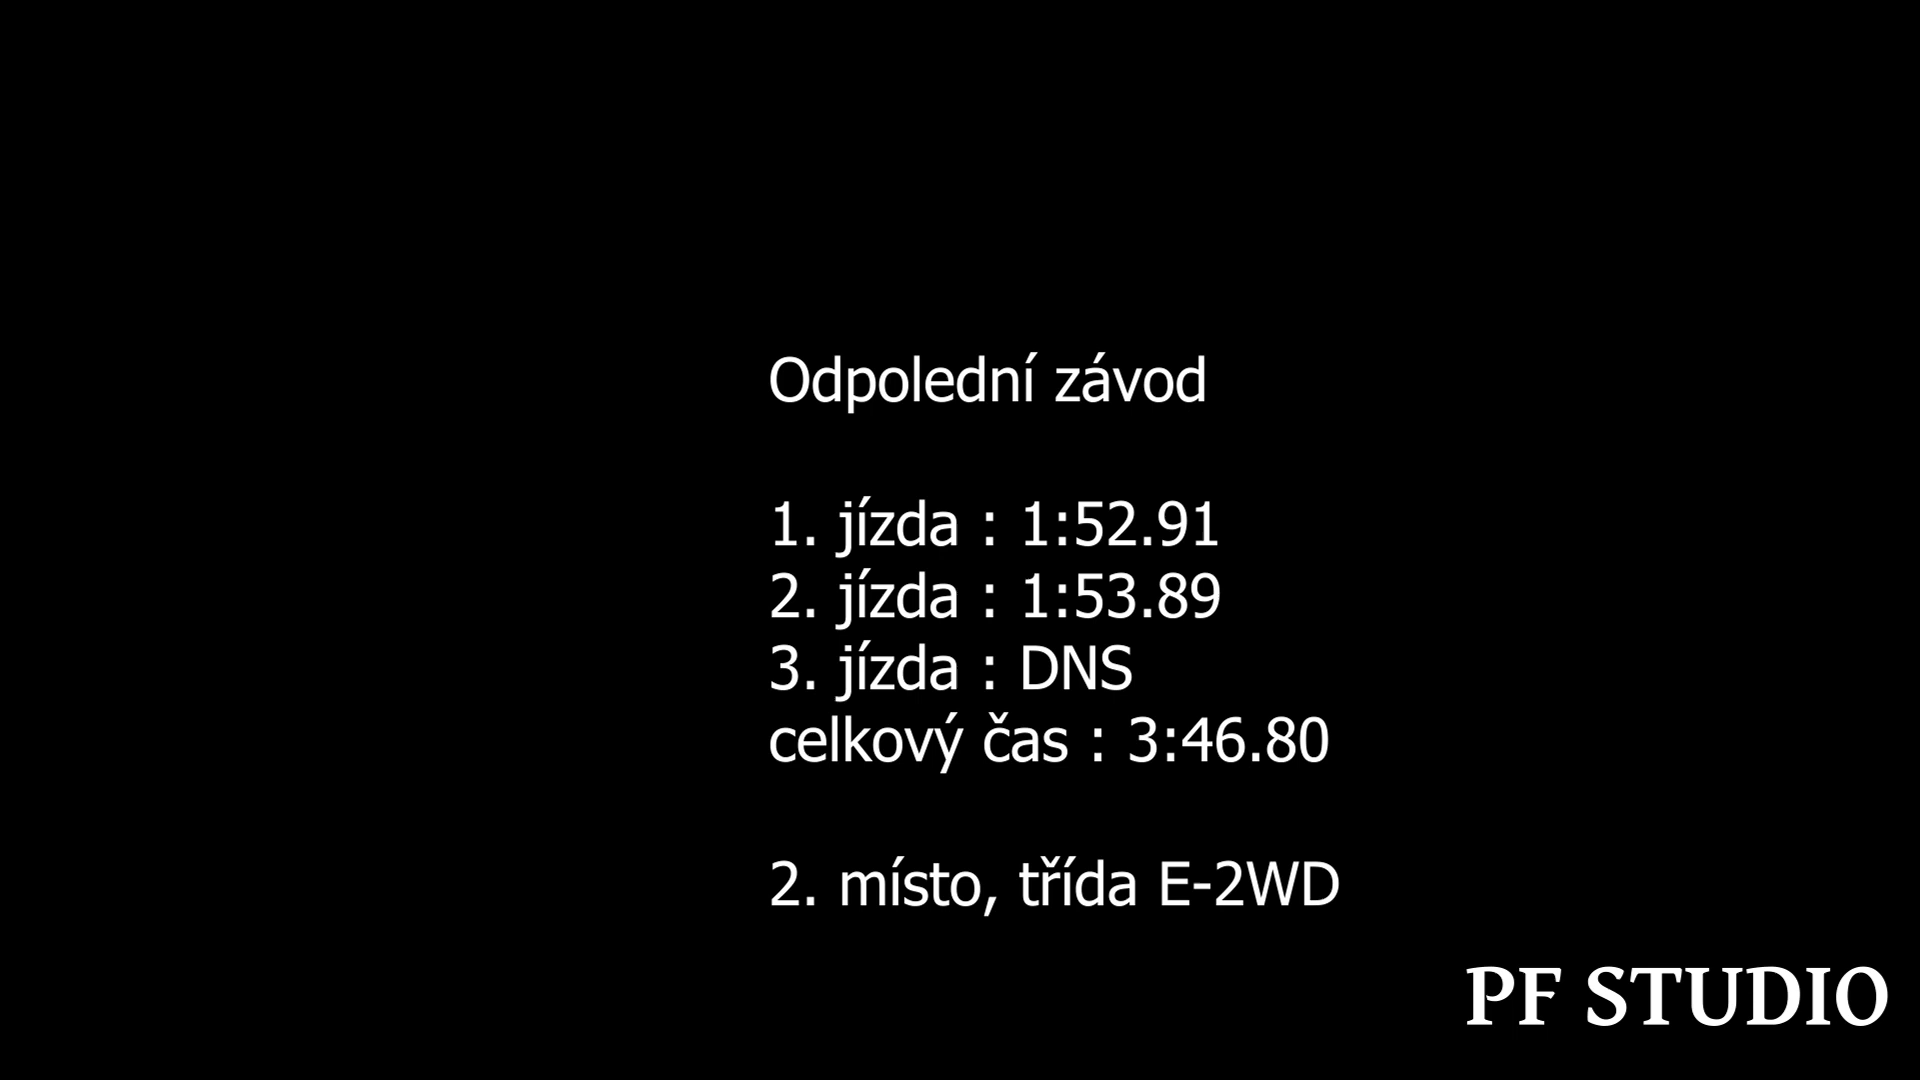 Odpolední závod
1. jízda : 1:52.91
2. jízda : 1:53.89
3. jízda : DNS
celkový čas : 3:46.80
2. místo, třída E-2WD
PF STUDIO